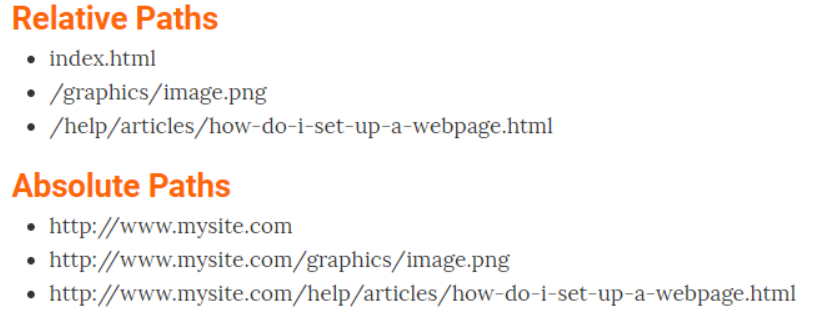 Relative Paths
• index.html
• /graphics/image.png
• /help/articles/how-do-i-set-up-a-webpage.html
Absolute Paths
• http://www.mysite.com
• http://www.mysite.com/graphics/image.png
• http://www.mysite.com/help/articles/how-do-i-set-up-a-webpage.html